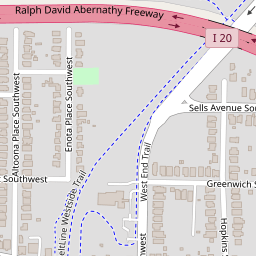 Ralph David Abernathy Freeway
I 20
Sells Avenue Sou
Enota Place Southwest
Altoona Place Southwest
West End Trail
Greenwich S
t Southwest
eltLine Westside Trail
Hopkins
hwest